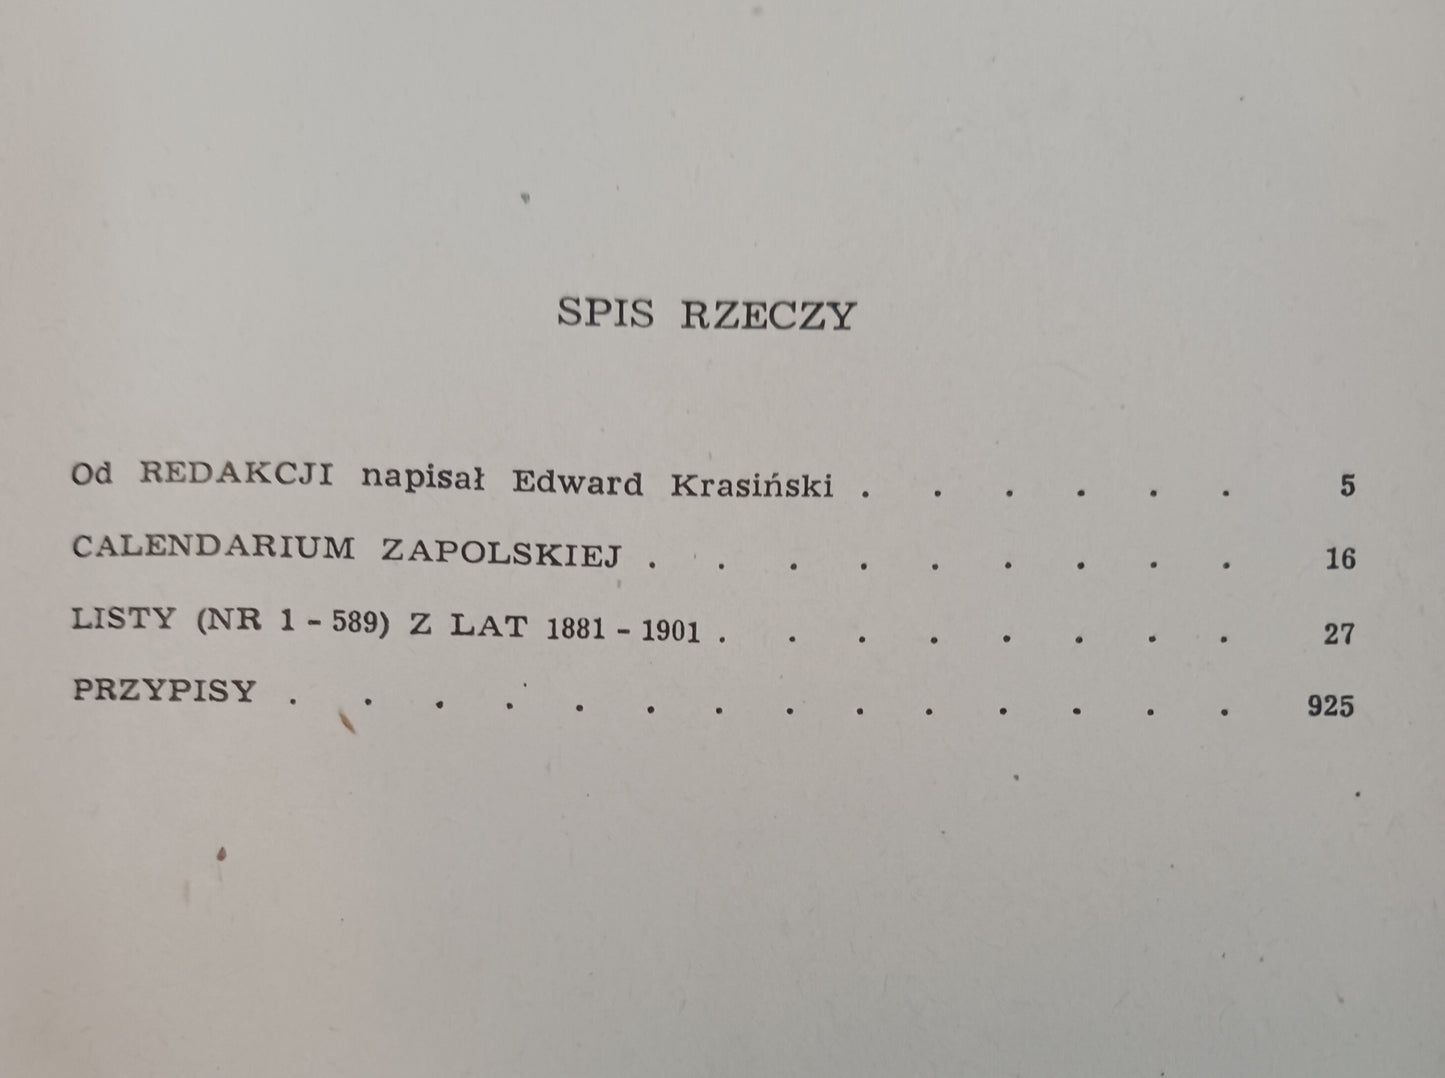 SPIS RZECZY
Od REDAKCJI napisał Edward Krasiński . . . . . . 5
CALENDARIUM ZAPOLSKIEJ . . . . . . . . . 16
LISTY (NR 1 - 589) Z LAT 1881 - 1901 . . . . . . . . 27
PRZYPISY . . . . . . . . . . . . . . 925